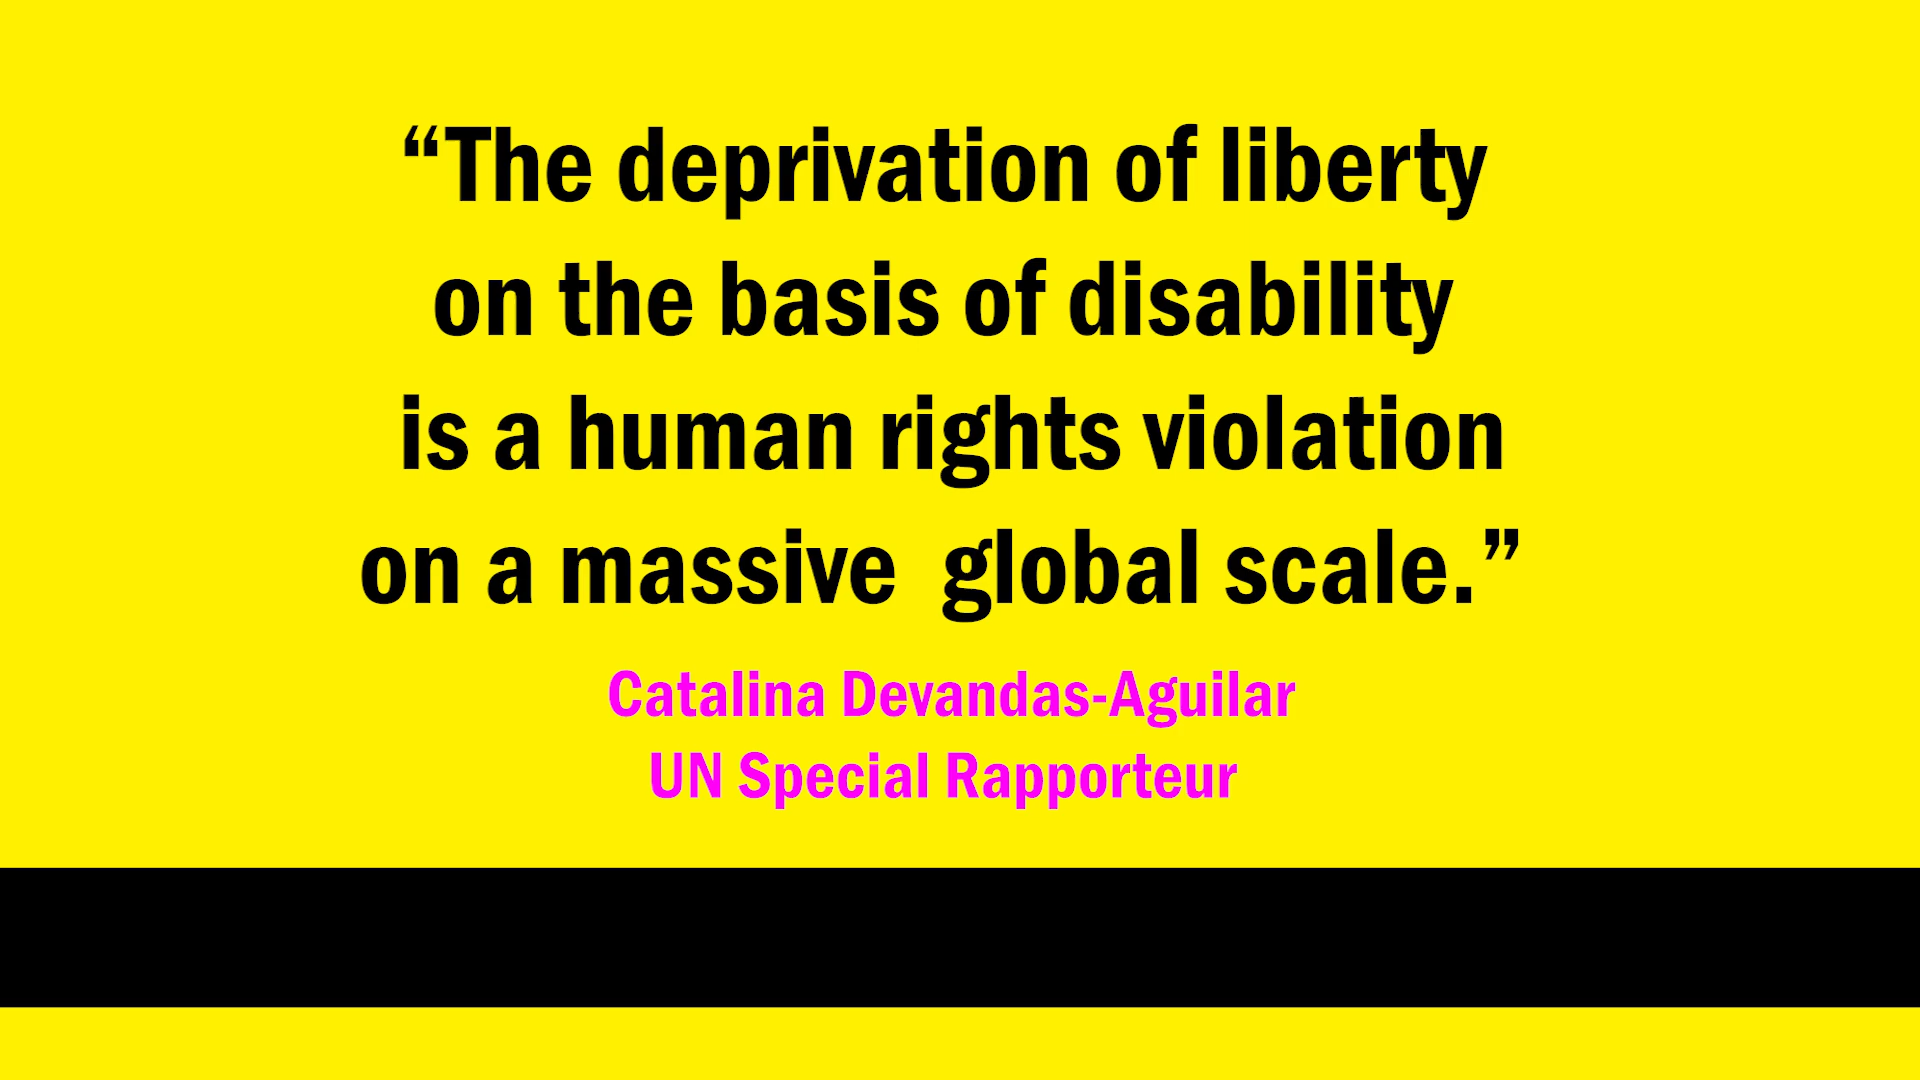 “The deprivation of liberty
on the basis of disability
is a human rights violation
on a massive  global scale.”
Catalina Devandas-Aguilar
UN Special Rapporteur